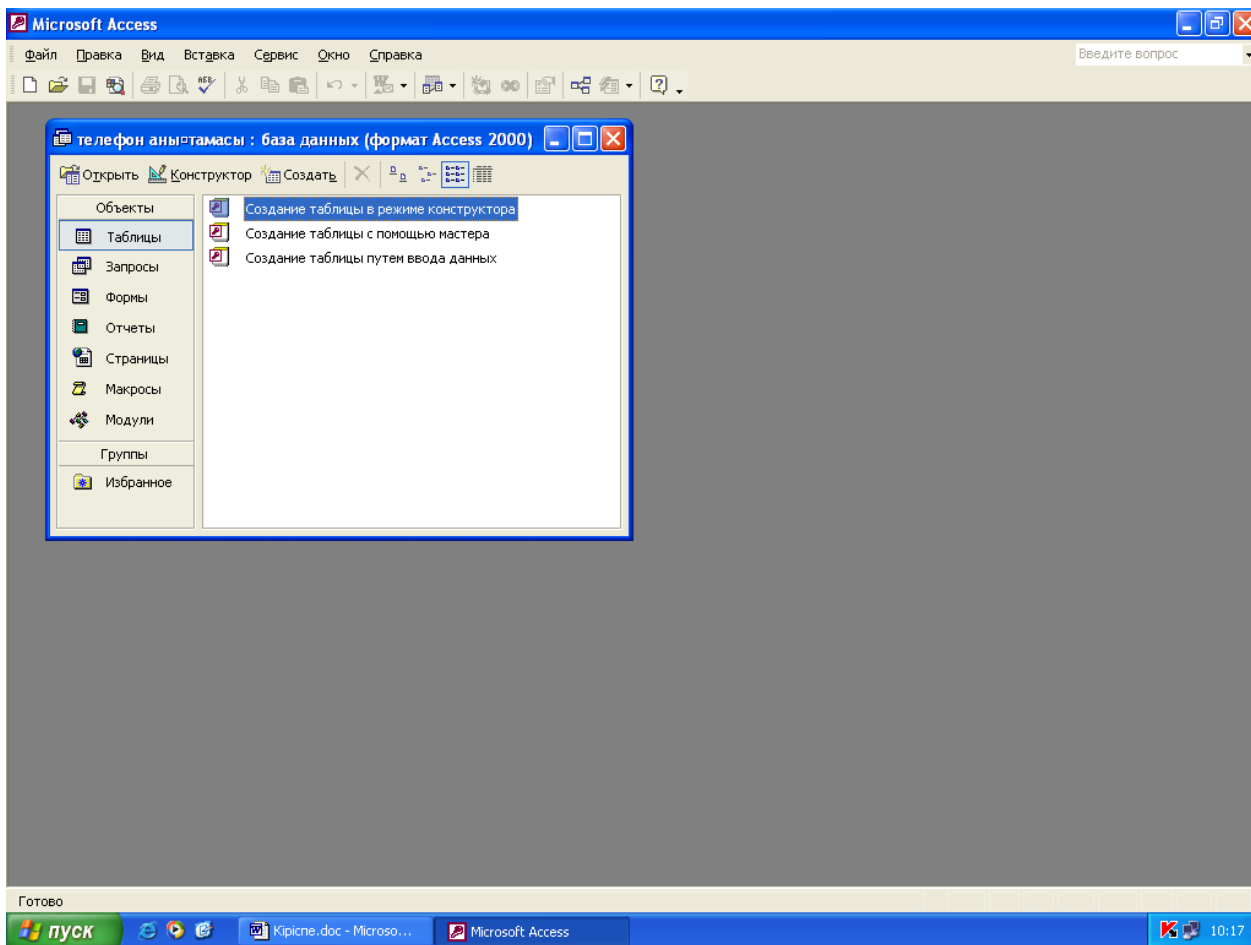 Microsoft Access
Файл Правка Вид Вставка Сервис Окно Справка
Введите вопрос
телефон аны¤тамасы : база данных (формат Access 2000)
Открыть Конструктор Создать
Объекты
Таблицы
Запросы
Формы
Отчеты
Страницы
Макросы
Модули
Группы
Избранное
Создание таблицы в режиме конструктора
Создание таблицы с помощью мастера
Создание таблицы путем ввода данных
Готово
пуск
Кіріспе.doc - Microso...
Microsoft Access
10:17